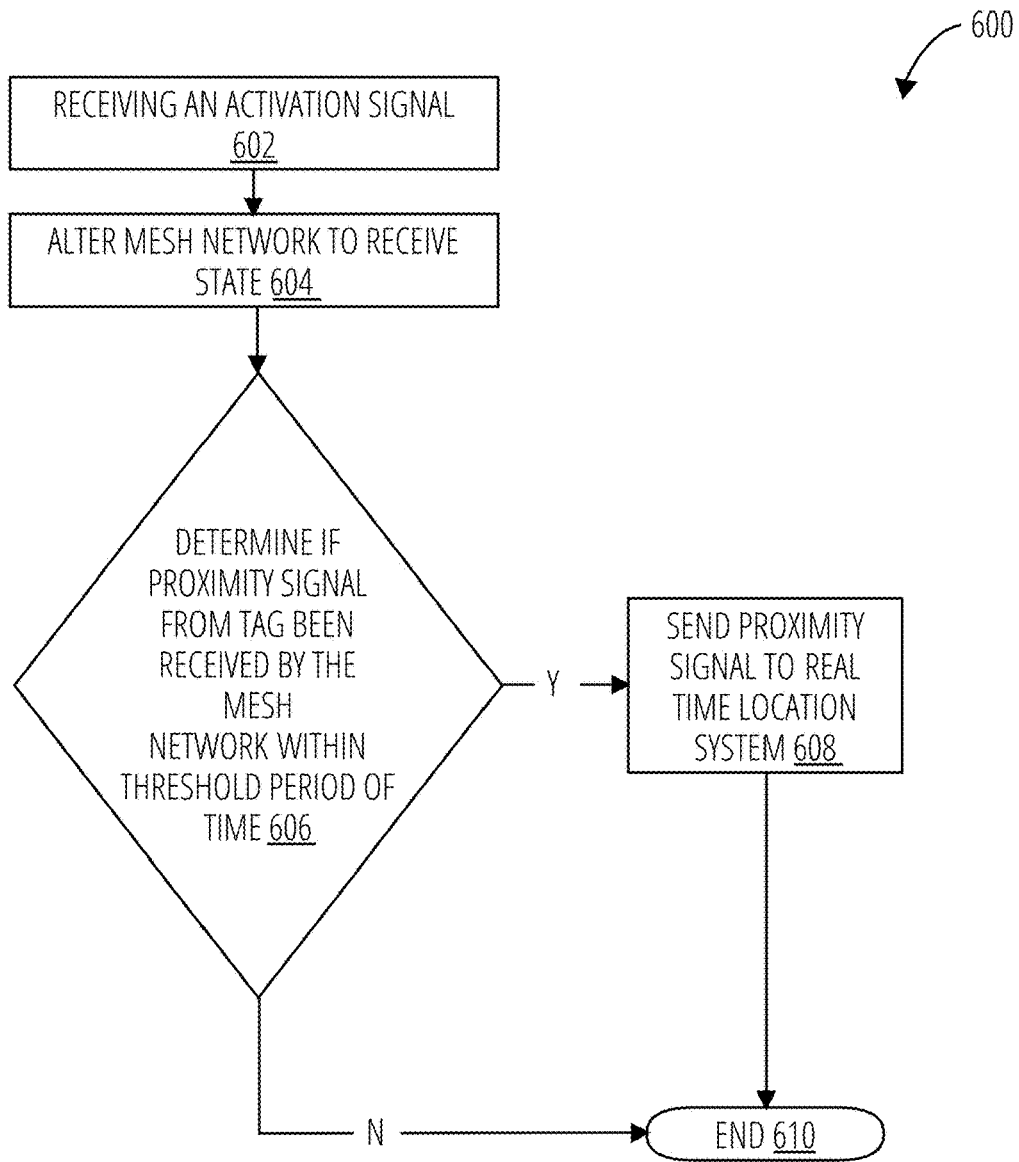 600
RECEIVING AN ACTIVATION SIGNAL
602
ALTER MESH NETWORK TO RECEIVE
STATE 604
DETERMINE IF
PROXIMITY SIGNAL
FROM TAG BEEN
RECEIVED BY THE
MESH
NETWORK WITHIN
THRESHOLD PERIOD OF
TIME 606
Y
SEND PROXIMITY
SIGNAL TO REAL
TIME LOCATION
SYSTEM 608
N
END 610